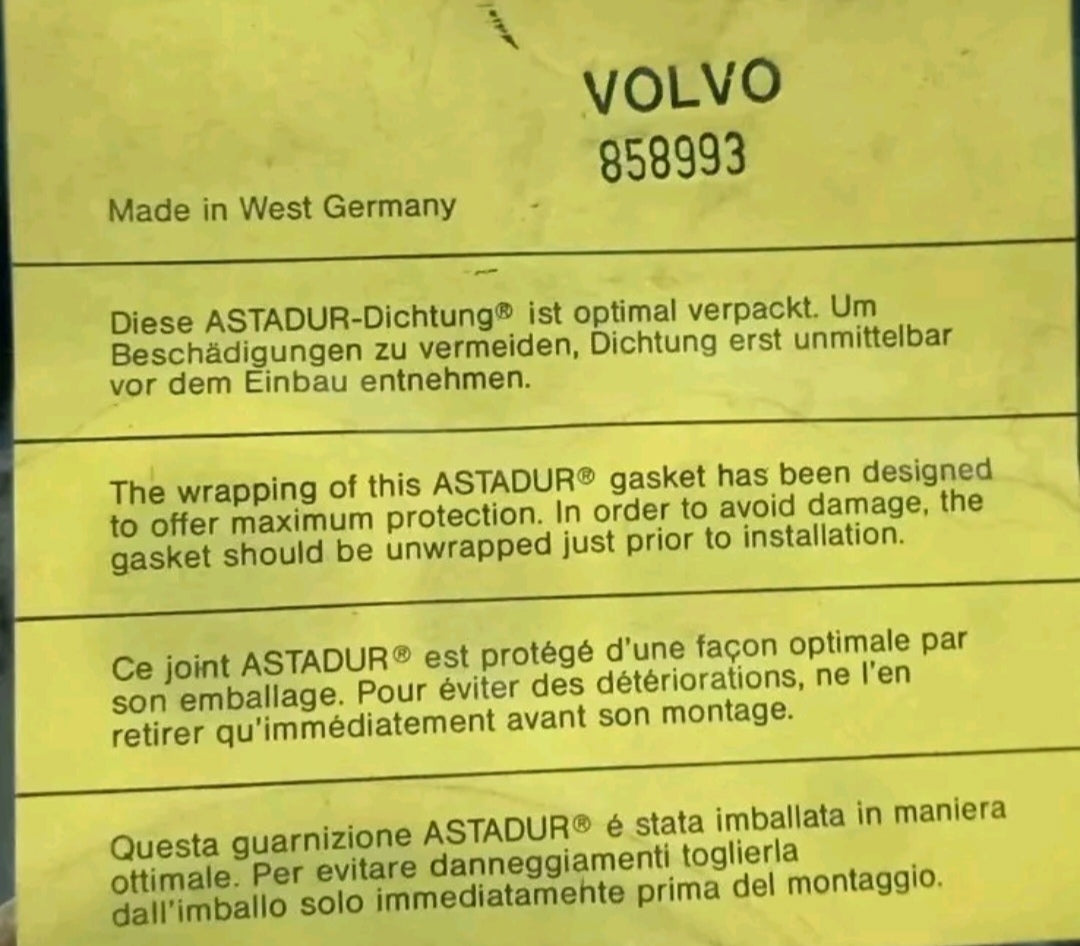 VOLVO
858993
Made in West Germany
Diese ASTADUR-Dichtung® ist optimal verpackt. Um
Beschädigungen zu vermeiden, Dichtung erst unmittelbar
vor dem Einbau entnehmen.
The wrapping of this ASTADUR® gasket has been designed
to offer maximum protection. In order to avoid damage, the
gasket should be unwrapped just prior to installation.
Ce joint ASTADUR® est protégé d'une façon optimale par
son emballage. Pour éviter des détériorations, ne l'en
retirer qu'immédiatement avant son montage.
Questa guarnizione ASTADUR® é stata imballata in maniera
ottimale. Per evitare danneggiamenti toglierla
dall'imballo solo immediatamente prima del montaggio.